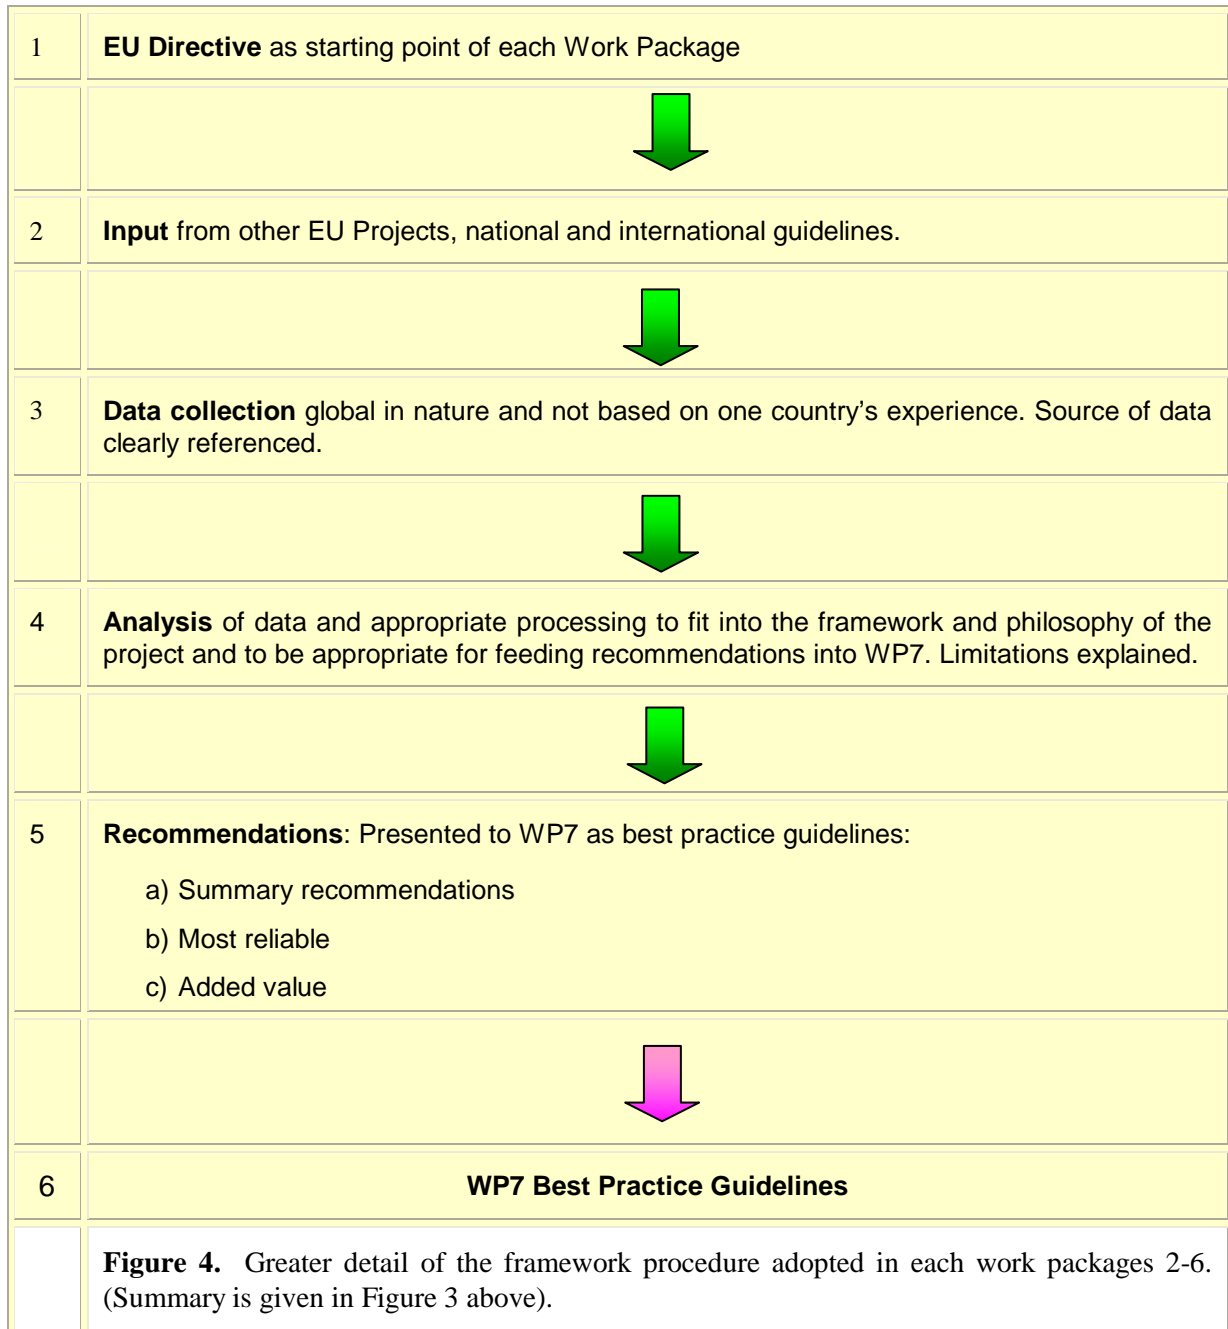 1 EU Directive as starting point of each Work Package
2 Input from other EU Projects, national and international guidelines.
3 Data collection global in nature and not based on one country’s experience. Source of data
clearly referenced.
4 Analysis of data and appropriate processing to fit into the framework and philosophy of the
project and to be appropriate for feeding recommendations into WP7. Limitations explained.
5 Recommendations: Presented to WP7 as best practice guidelines:
a) Summary recommendations
b) Most reliable
c) Added value
6 WP7 Best Practice Guidelines
Figure 4. Greater detail of the framework procedure adopted in each work packages 2-6.
(Summary is given in Figure 3 above).